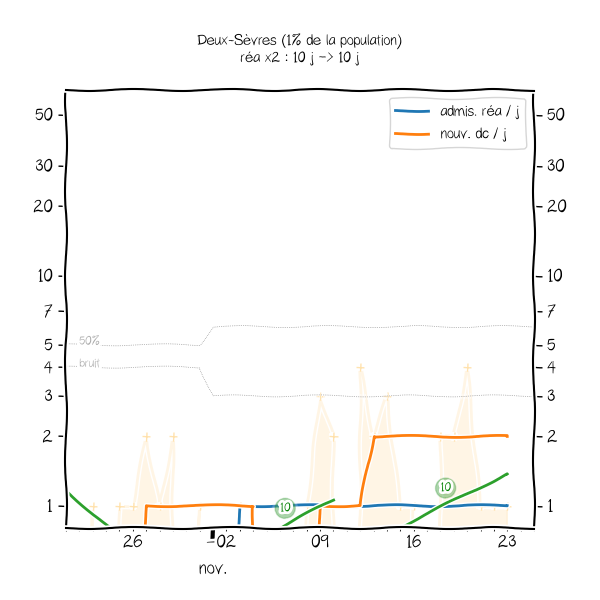 Deux-Sèvres (1% de la population)
réa x2 : 10 j -> 10 j
admis. réa / j
nouv. dc / j
50 50
30 30
20 20
10 10
7 7
5 50% 5
4 bruit 4
3 3
2 2
10
1 10 1
26 02 09 16 23
nov.